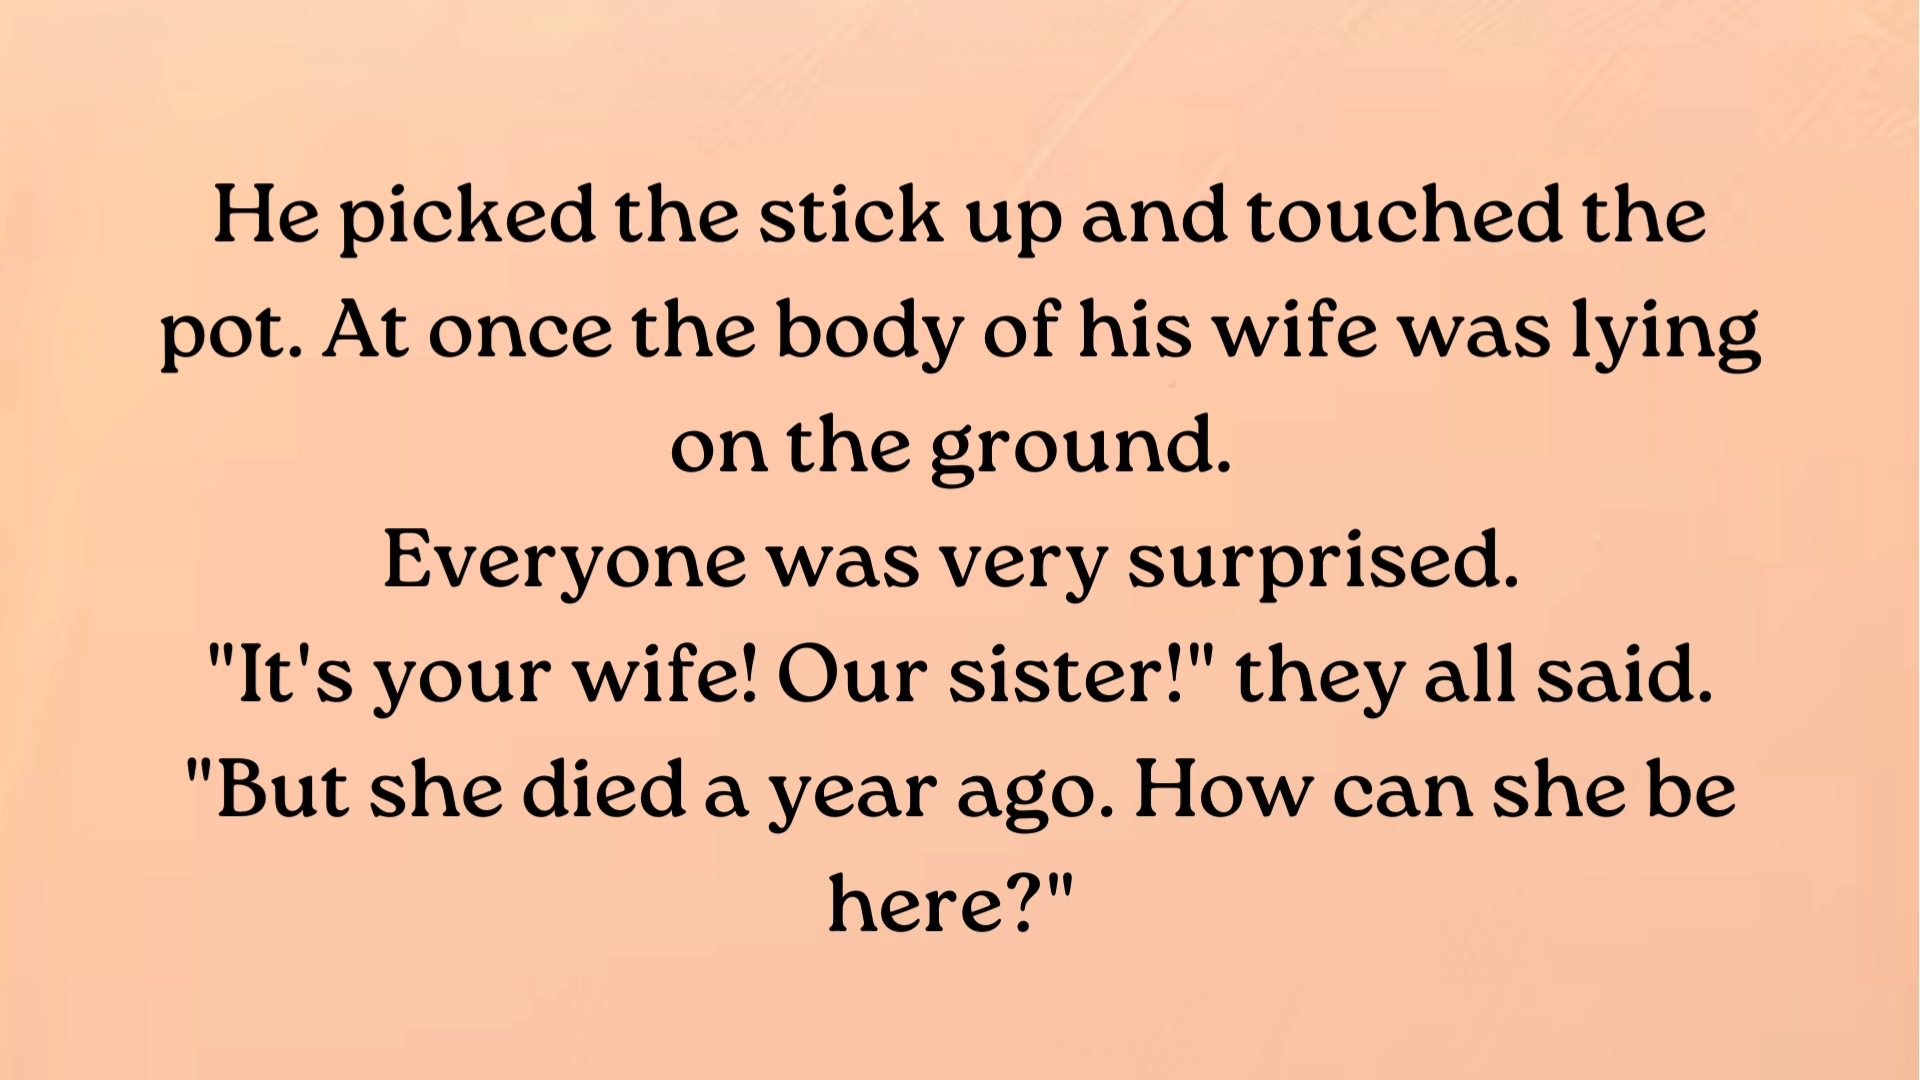 He picked the stick up and touched the
pot. At once the body of his wife was lying
on the ground.
Everyone was very surprised.
"It's your wife! Our sister!" they all said.
"But she died a year ago. How can she be
here?"